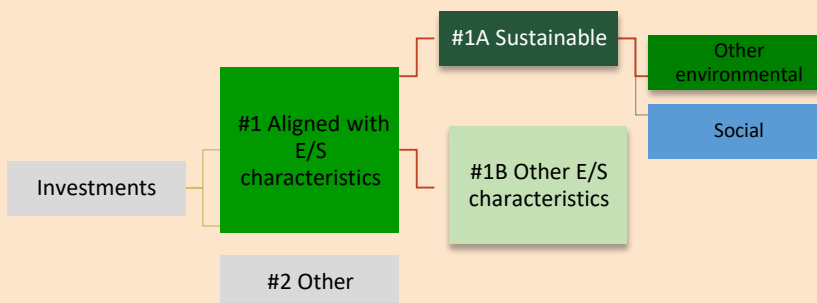 Investments
#1 Aligned with
E/S
characteristics
#2 Other
#1A Sustainable
#1B Other E/S
characteristics
Other
environmental
Social